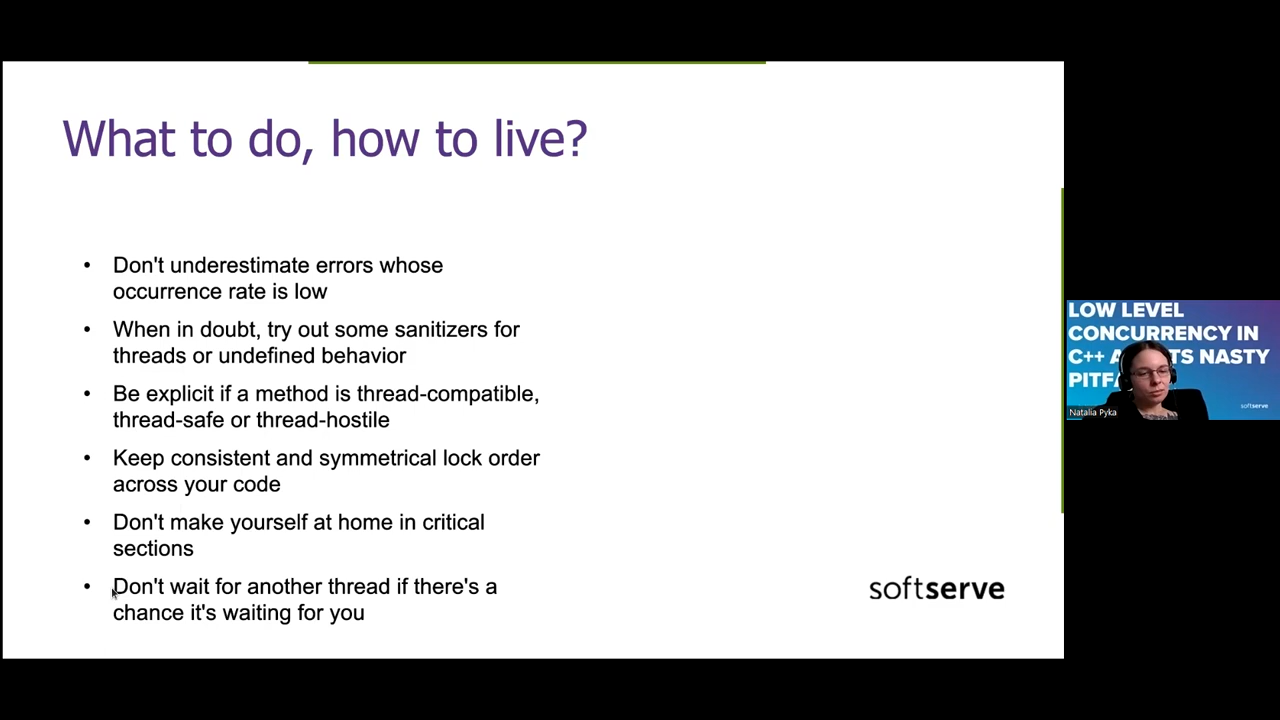 What to do, how to live?
• Don't underestimate errors whose
occurrence rate is low
• When in doubt, try out some sanitizers for
threads or undefined behavior
• Be explicit if a method is thread-compatible,
thread-safe or thread-hostile
• Keep consistent and symmetrical lock order
across your code
• Don't make yourself at home in critical
sections
• Don't wait for another thread if there's a
chance it's waiting for you
softserve
LOW LEVEL
CONCURRENCY IN
C++ A TS NASTY
PITF
Natalia Pyka
softserve